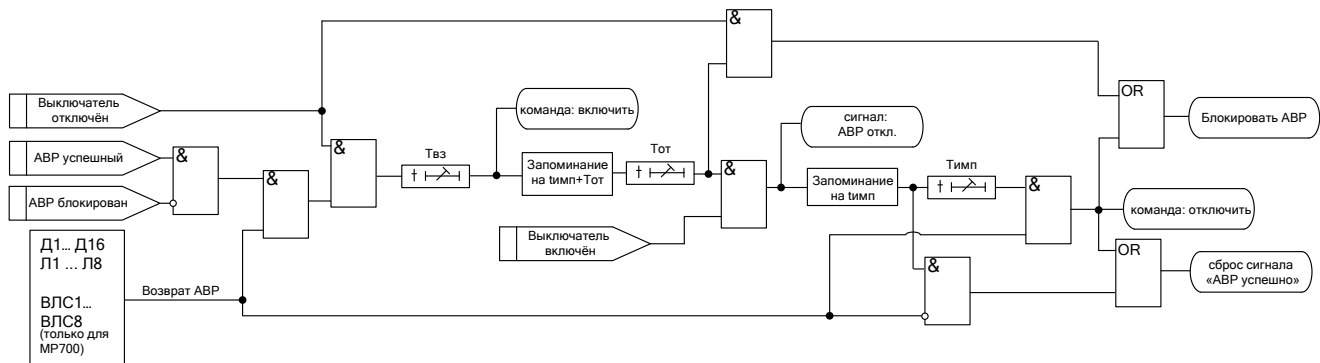 &
&
OR
Выключатель
отключён
команда: включить
сигнал:
АВР откл.
Блокировать АВР
АВР успешный
&
&
Tвз
Запоминание
на tимп+Тот
Tот
&
Запоминание
на tимп
Tимп
&
АВР блокирован
&
команда: отключить
Выключатель
включён
Д1... Д16
Л1 ... Л8
ВЛС1...
ВЛС8
(только для
МР700)
Возврат АВР
&
OR
сброс сигнала
«АВР успешно»